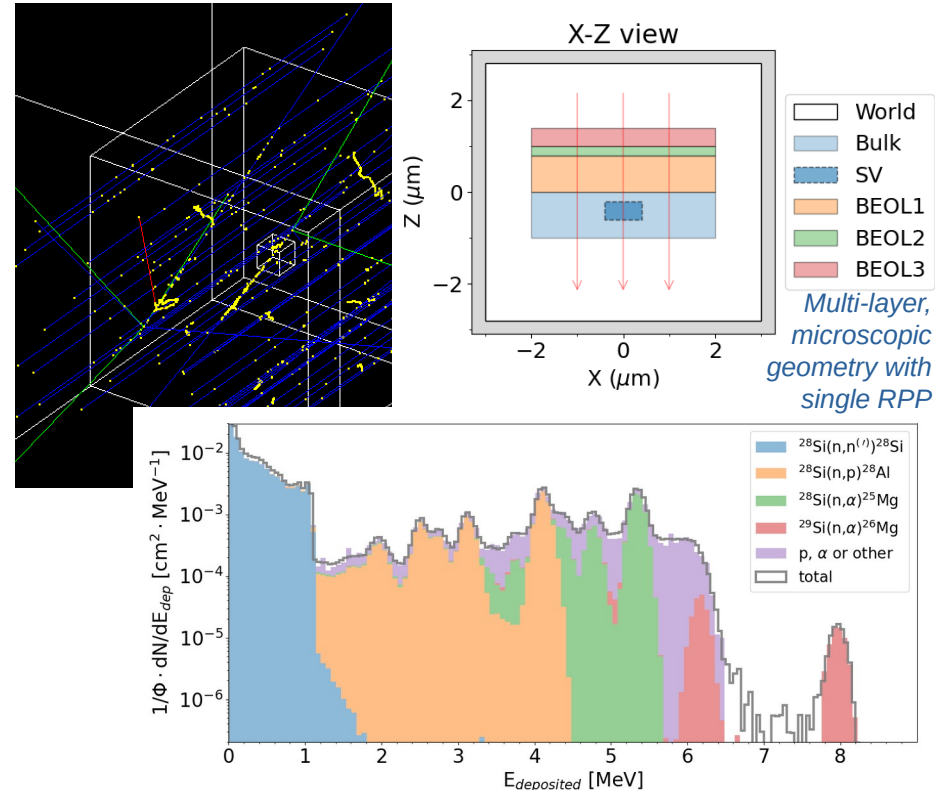 X-Z view
Z (μm)
2
0
−2
−2
0
2
X (μm)
World
Bulk
SV
BEOL1
BEOL2
BEOL3
Multi-layer,
microscopic
geometry with
single RPP
1/Φ · dN/dE_dep [cm² · MeV⁻¹]
10⁻²
10⁻³
10⁻⁴
10⁻⁵
10⁻⁶
²⁸Si(n,n⁽′⁾)²⁸Si
²⁸Si(n,p)²⁸Al
²⁸Si(n,α)²⁵Mg
²⁹Si(n,α)²⁶Mg
p, α or other
total
0
1
2
3
4
5
6
7
8
E_deposited [MeV]